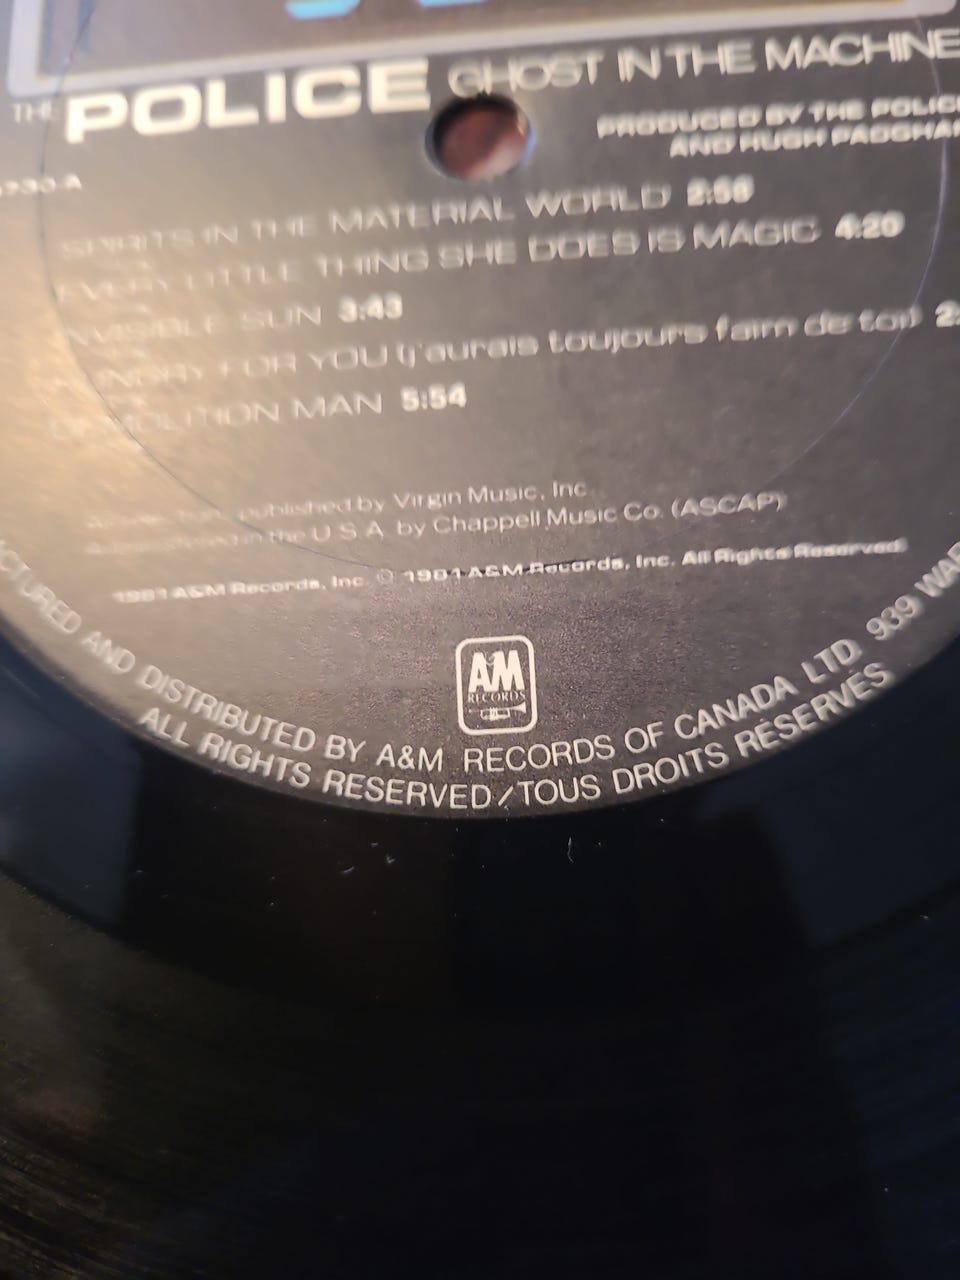 THE POLICE GHOST IN THE MACHINE
PRODUCED BY THE POLICE
AND HUGH PADGHAM
SPIRITS IN THE MATERIAL WORLD 2:58
EVERY LITTLE THING SHE DOES IS MAGIC 4:20
INVISIBLE SUN 3:43
HUNGRY FOR YOU (j'aurais toujours faim de toi) 2:
DEMOLITION MAN 5:54
published by Virgin Music, Inc.
in the U.S.A. by Chappell Music Co. (ASCAP)
1981 A&M Records, Inc. © 1981 A&M Records, Inc. All Rights Reserved
A&M
RECORDS
AND DISTRIBUTED BY A&M RECORDS OF CANADA LTD. 939
ALL RIGHTS RESERVED/TOUS DROITS RÉSERVÉS